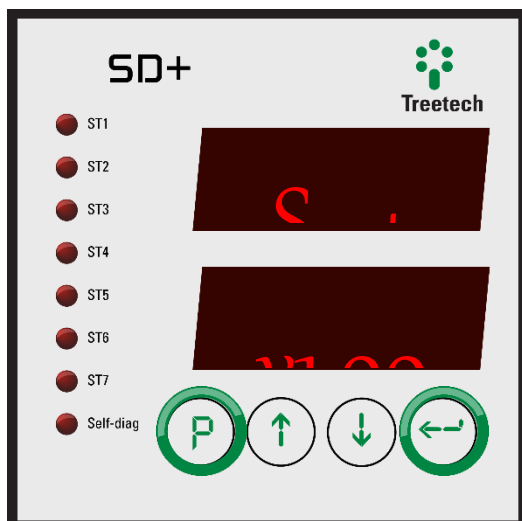 SD+
Treetech
ST1
ST2
ST3
ST4
ST5
ST6
ST7
Self-diag
P